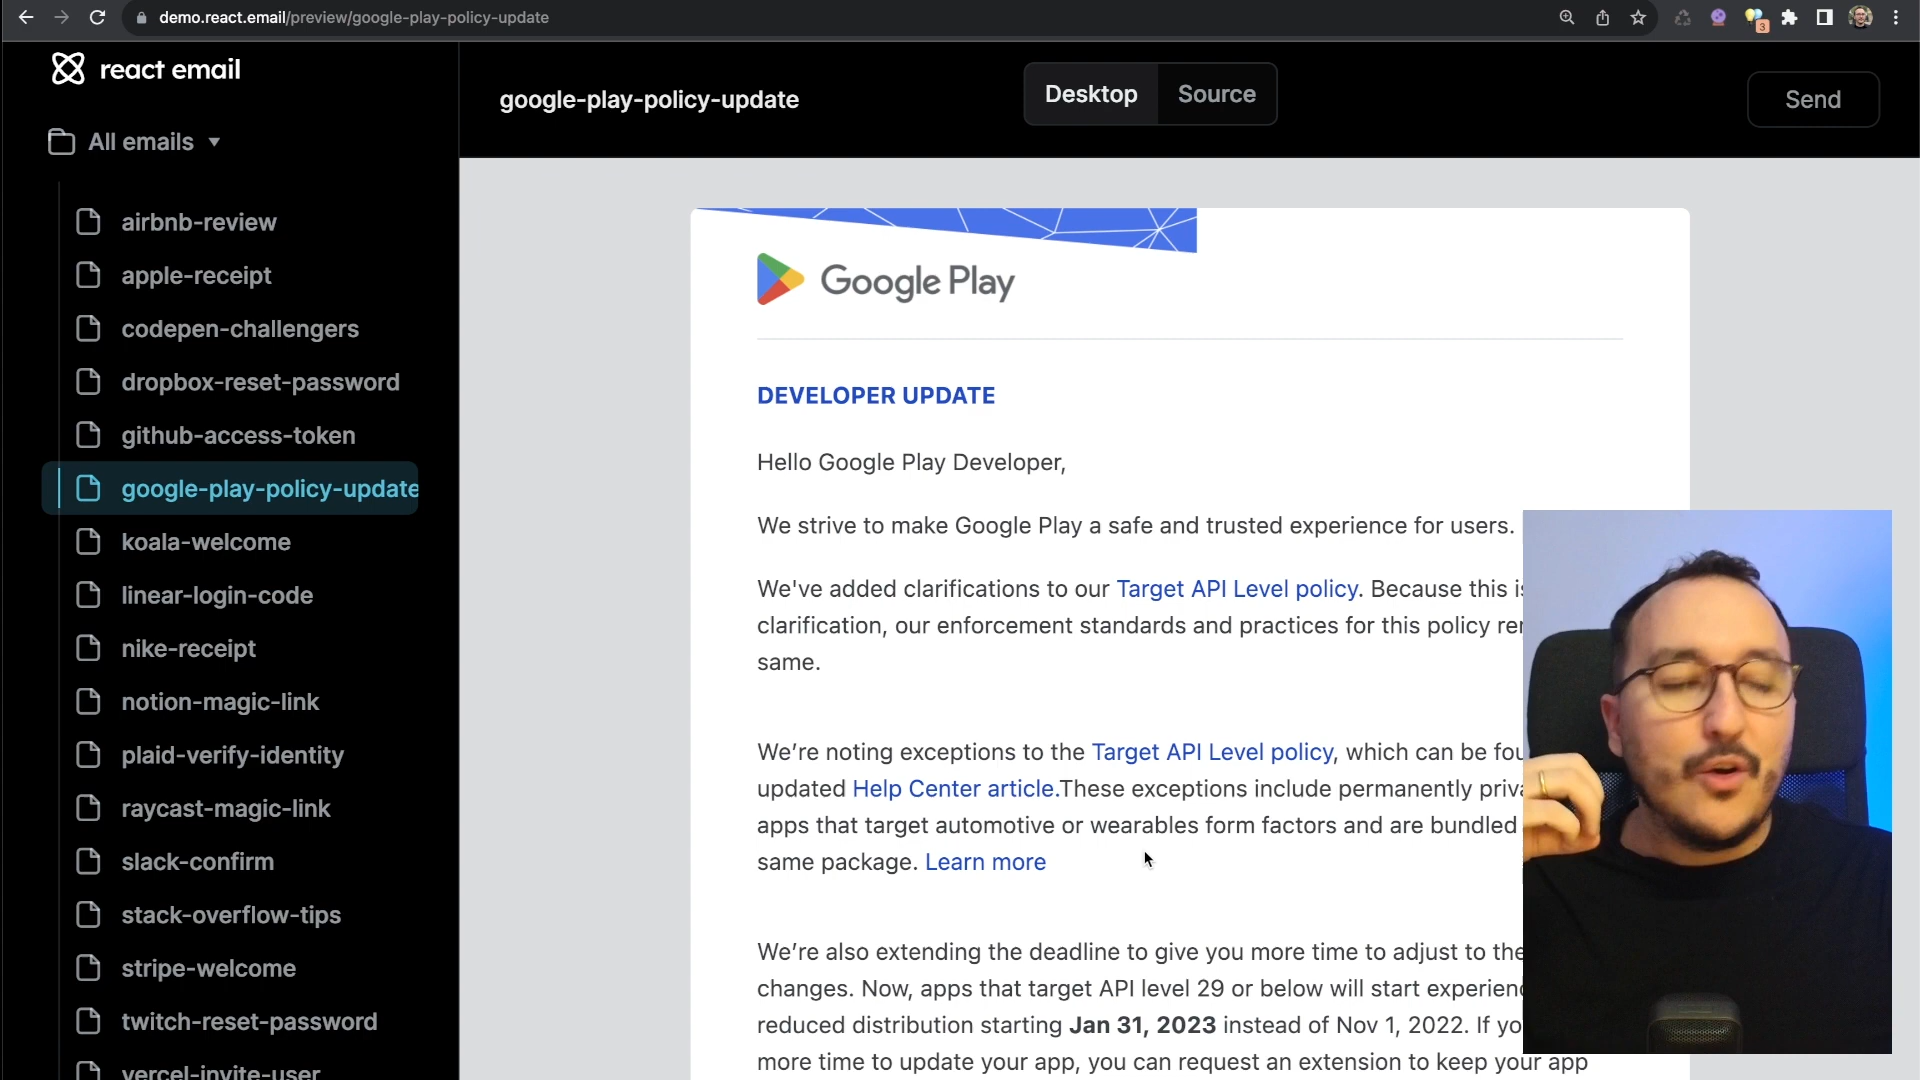 demo.react.email/preview/google-play-policy-update
3
react email
All emails
airbnb-review
apple-receipt
codepen-challengers
dropbox-reset-password
github-access-token
google-play-policy-update
koala-welcome
linear-login-code
nike-receipt
notion-magic-link
plaid-verify-identity
raycast-magic-link
slack-confirm
stack-overflow-tips
stripe-welcome
twitch-reset-password
vercel-invite-user
google-play-policy-update
Desktop Source
Send
Google Play
DEVELOPER UPDATE
Hello Google Play Developer,
We strive to make Google Play a safe and trusted experience for users.
We've added clarifications to our Target API Level policy. Because this is
clarification, our enforcement standards and practices for this policy
same.
We’re noting exceptions to the Target API Level policy, which can be
updated Help Center article.These exceptions include permanently
apps that target automotive or wearables form factors and are bundled
same package. Learn more
We’re also extending the deadline to give you more time to adjust to
changes. Now, apps that target API level 29 or below will start
reduced distribution starting Jan 31, 2023 instead of Nov 1, 2022. If
more time to update your app, you can request an extension to keep your app